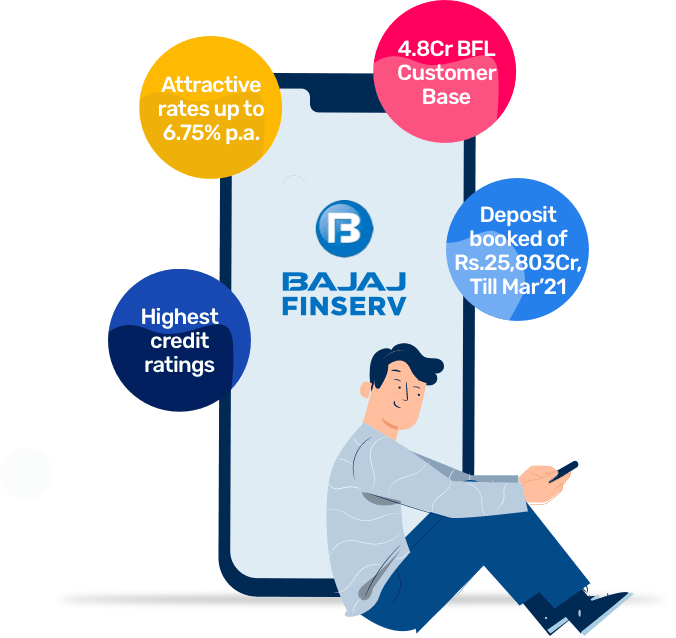 4.8Cr BFL
Customer
Base
Attractive
rates up to
6.75% p.a.
Deposit
booked of
Rs.25,803Cr,
Till Mar'21
B
BAJAJ
FINSERV
Highest
credit
ratings